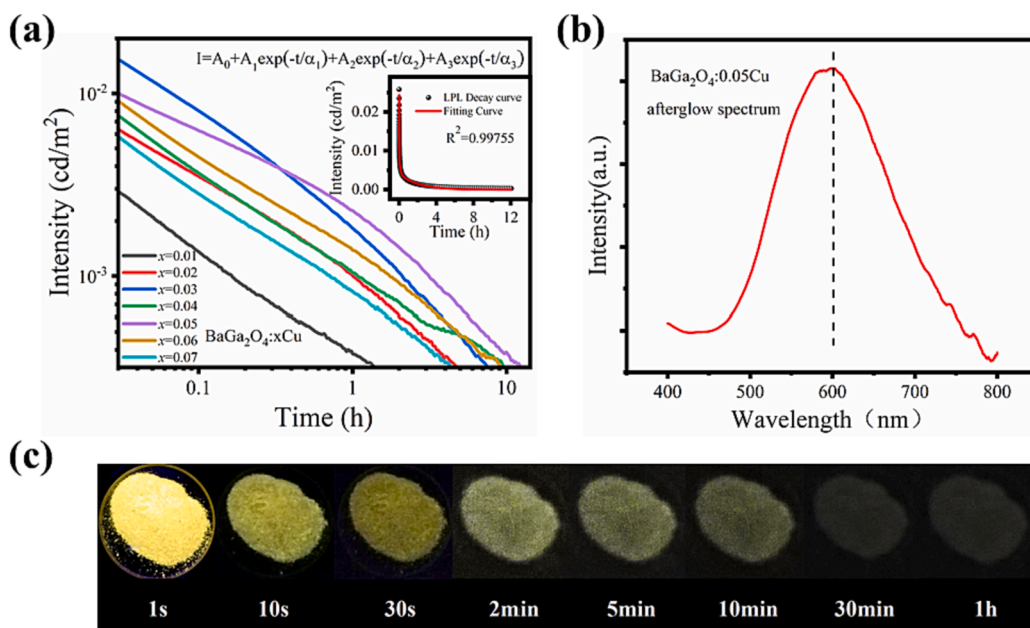 (a)
I=A₀+A₁exp(-t/α₁)+A₂exp(-t/α₂)+A₃exp(-t/α₃)
Intensity (cd/m²)
10⁻²
10⁻³
0.1
1
10
Time (h)
x=0.01
x=0.02
x=0.03
x=0.04
x=0.05
x=0.06
x=0.07
BaGa₂O₄:xCu
Intensity (cd/m²)
0.02
0.01
0.00
0
4
8
12
Time (h)
LPL Decay curve
Fitting Curve
R²=0.99755
(b)
BaGa₂O₄:0.05Cu
afterglow spectrum
Intensity(a.u.)
400
500
600
700
800
Wavelength（nm）
(c)
1s
10s
30s
2min
5min
10min
30min
1h